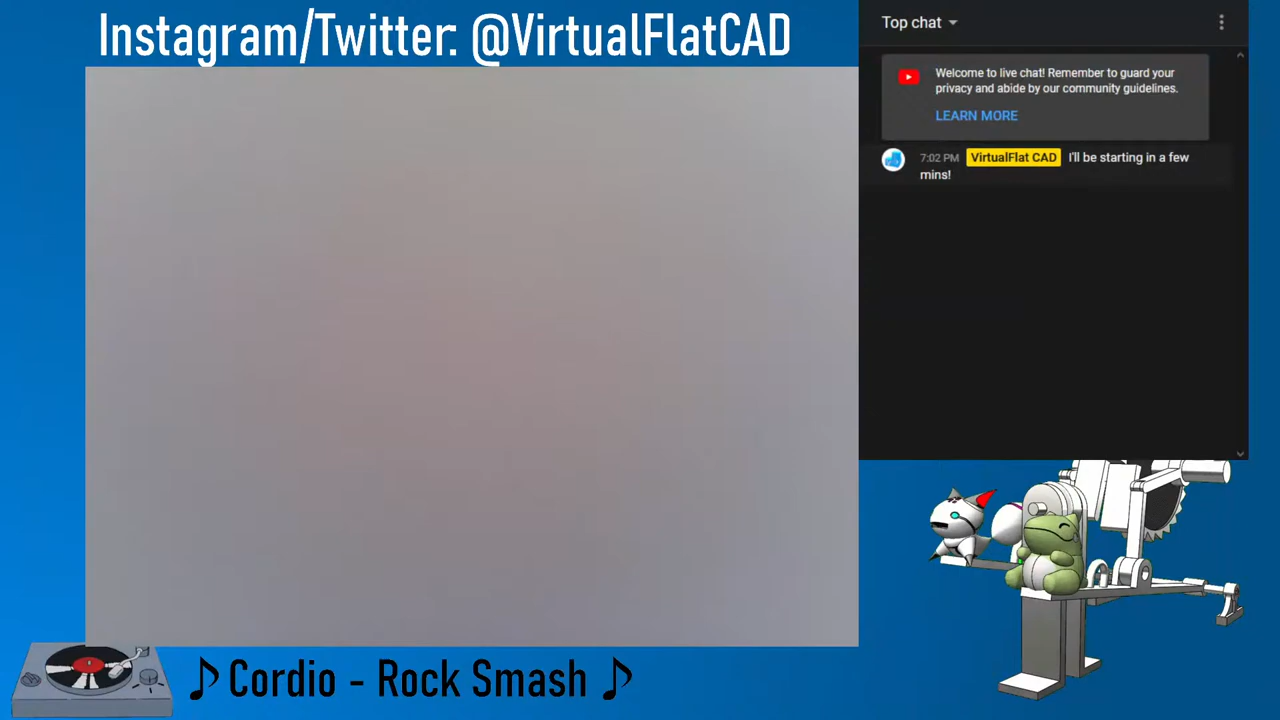 Instagram/Twitter: @VirtualFlatCAD
Top chat
Welcome to live chat! Remember to guard your
privacy and abide by our community guidelines.
LEARN MORE
7:02 PM VirtualFlat CAD I'll be starting in a few
mins!
♪ Cordio - Rock Smash ♪